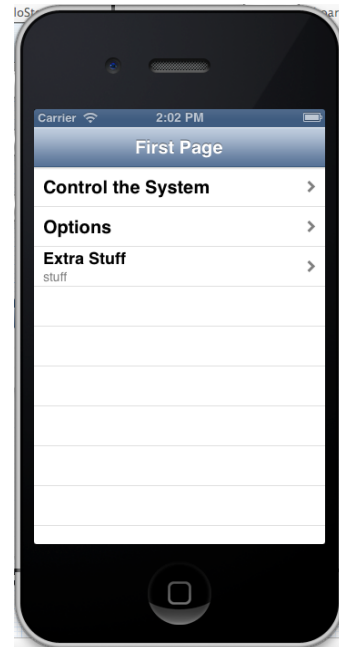 Carrier 2:02 PM
First Page
Control the System
Options
Extra Stuff
stuff